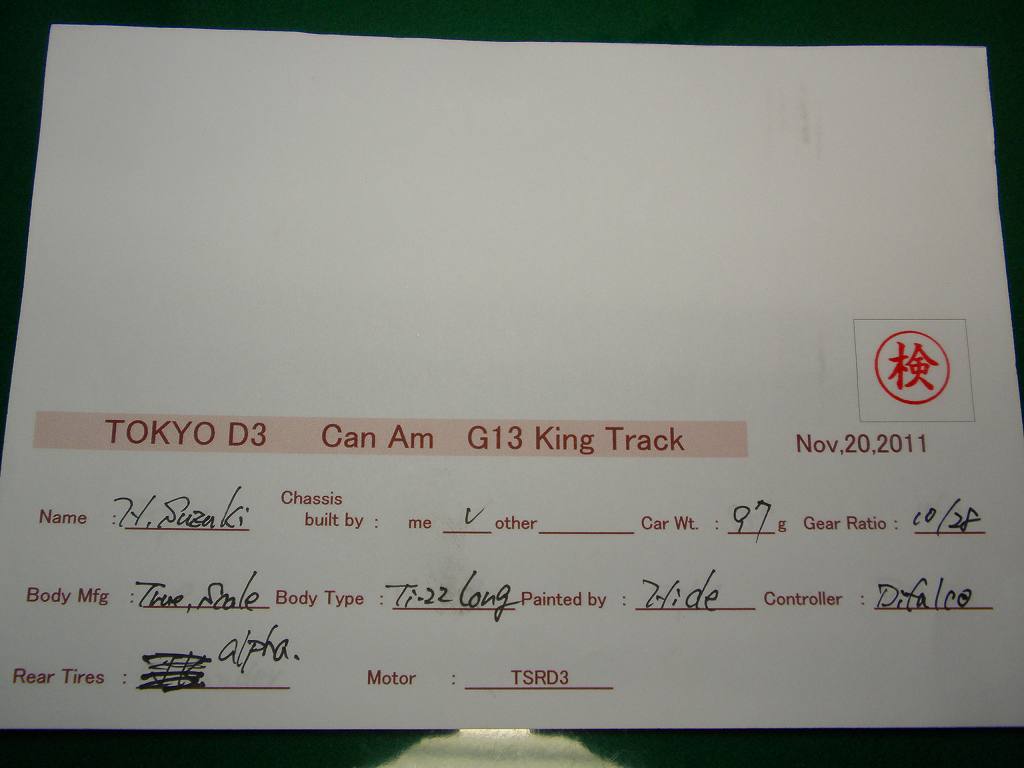 検
TOKYO D3 Can Am G13 King Track Nov,20,2011
Name : H. Suzuki Chassis built by : me V other Car Wt. : 97 g Gear Ratio : 10/28
Body Mfg : True, Scale Body Type : Ti-22 Long Painted by : Hide Controller : Difalco
Rear Tires : alpha. Motor : TSRD3